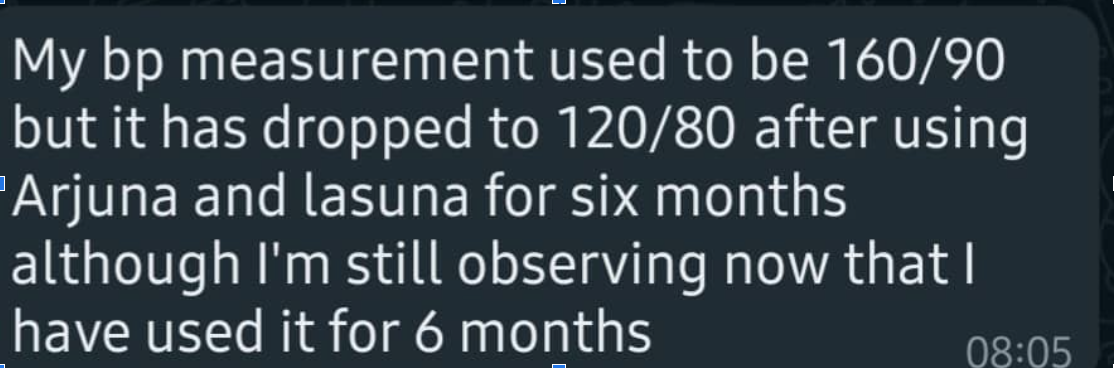 My bp measurement used to be 160/90
but it has dropped to 120/80 after using
Arjuna and lasuna for six months
although I'm still observing now that I
have used it for 6 months
08:05